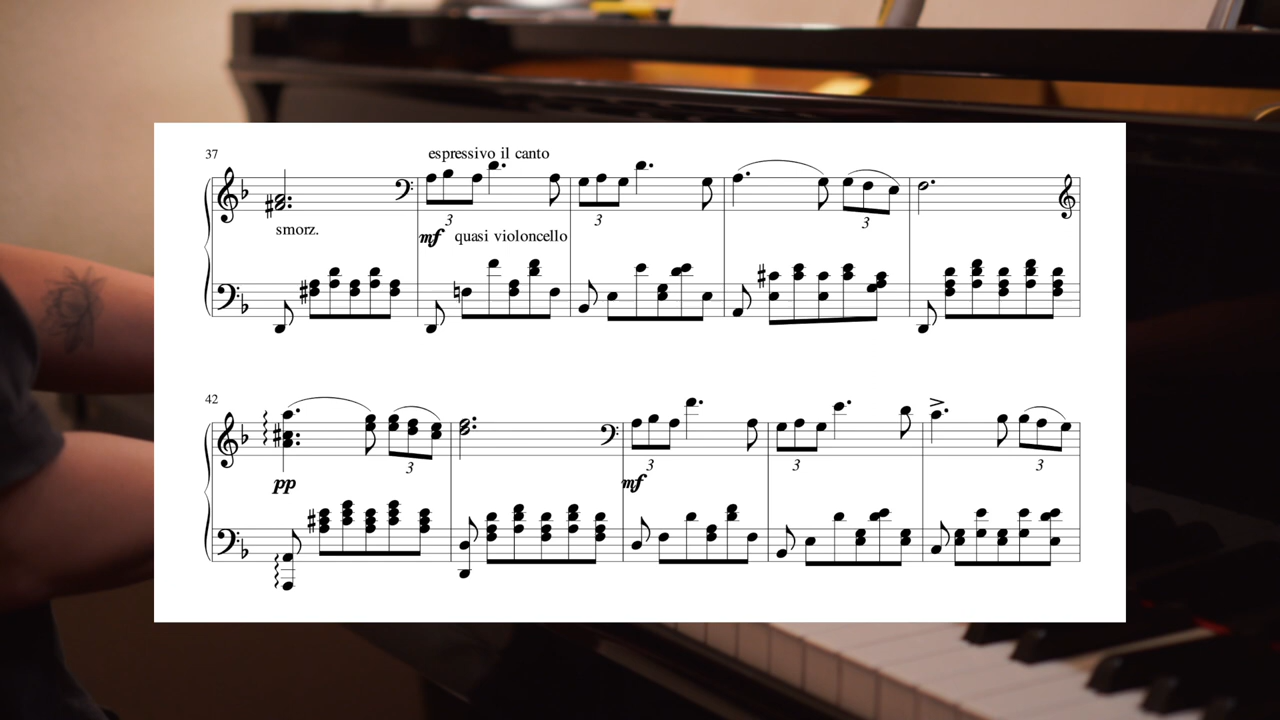 37
espressivo il canto
smorz.
3
3
3
mf quasi violoncello
42
3
3
3
3
pp
mf